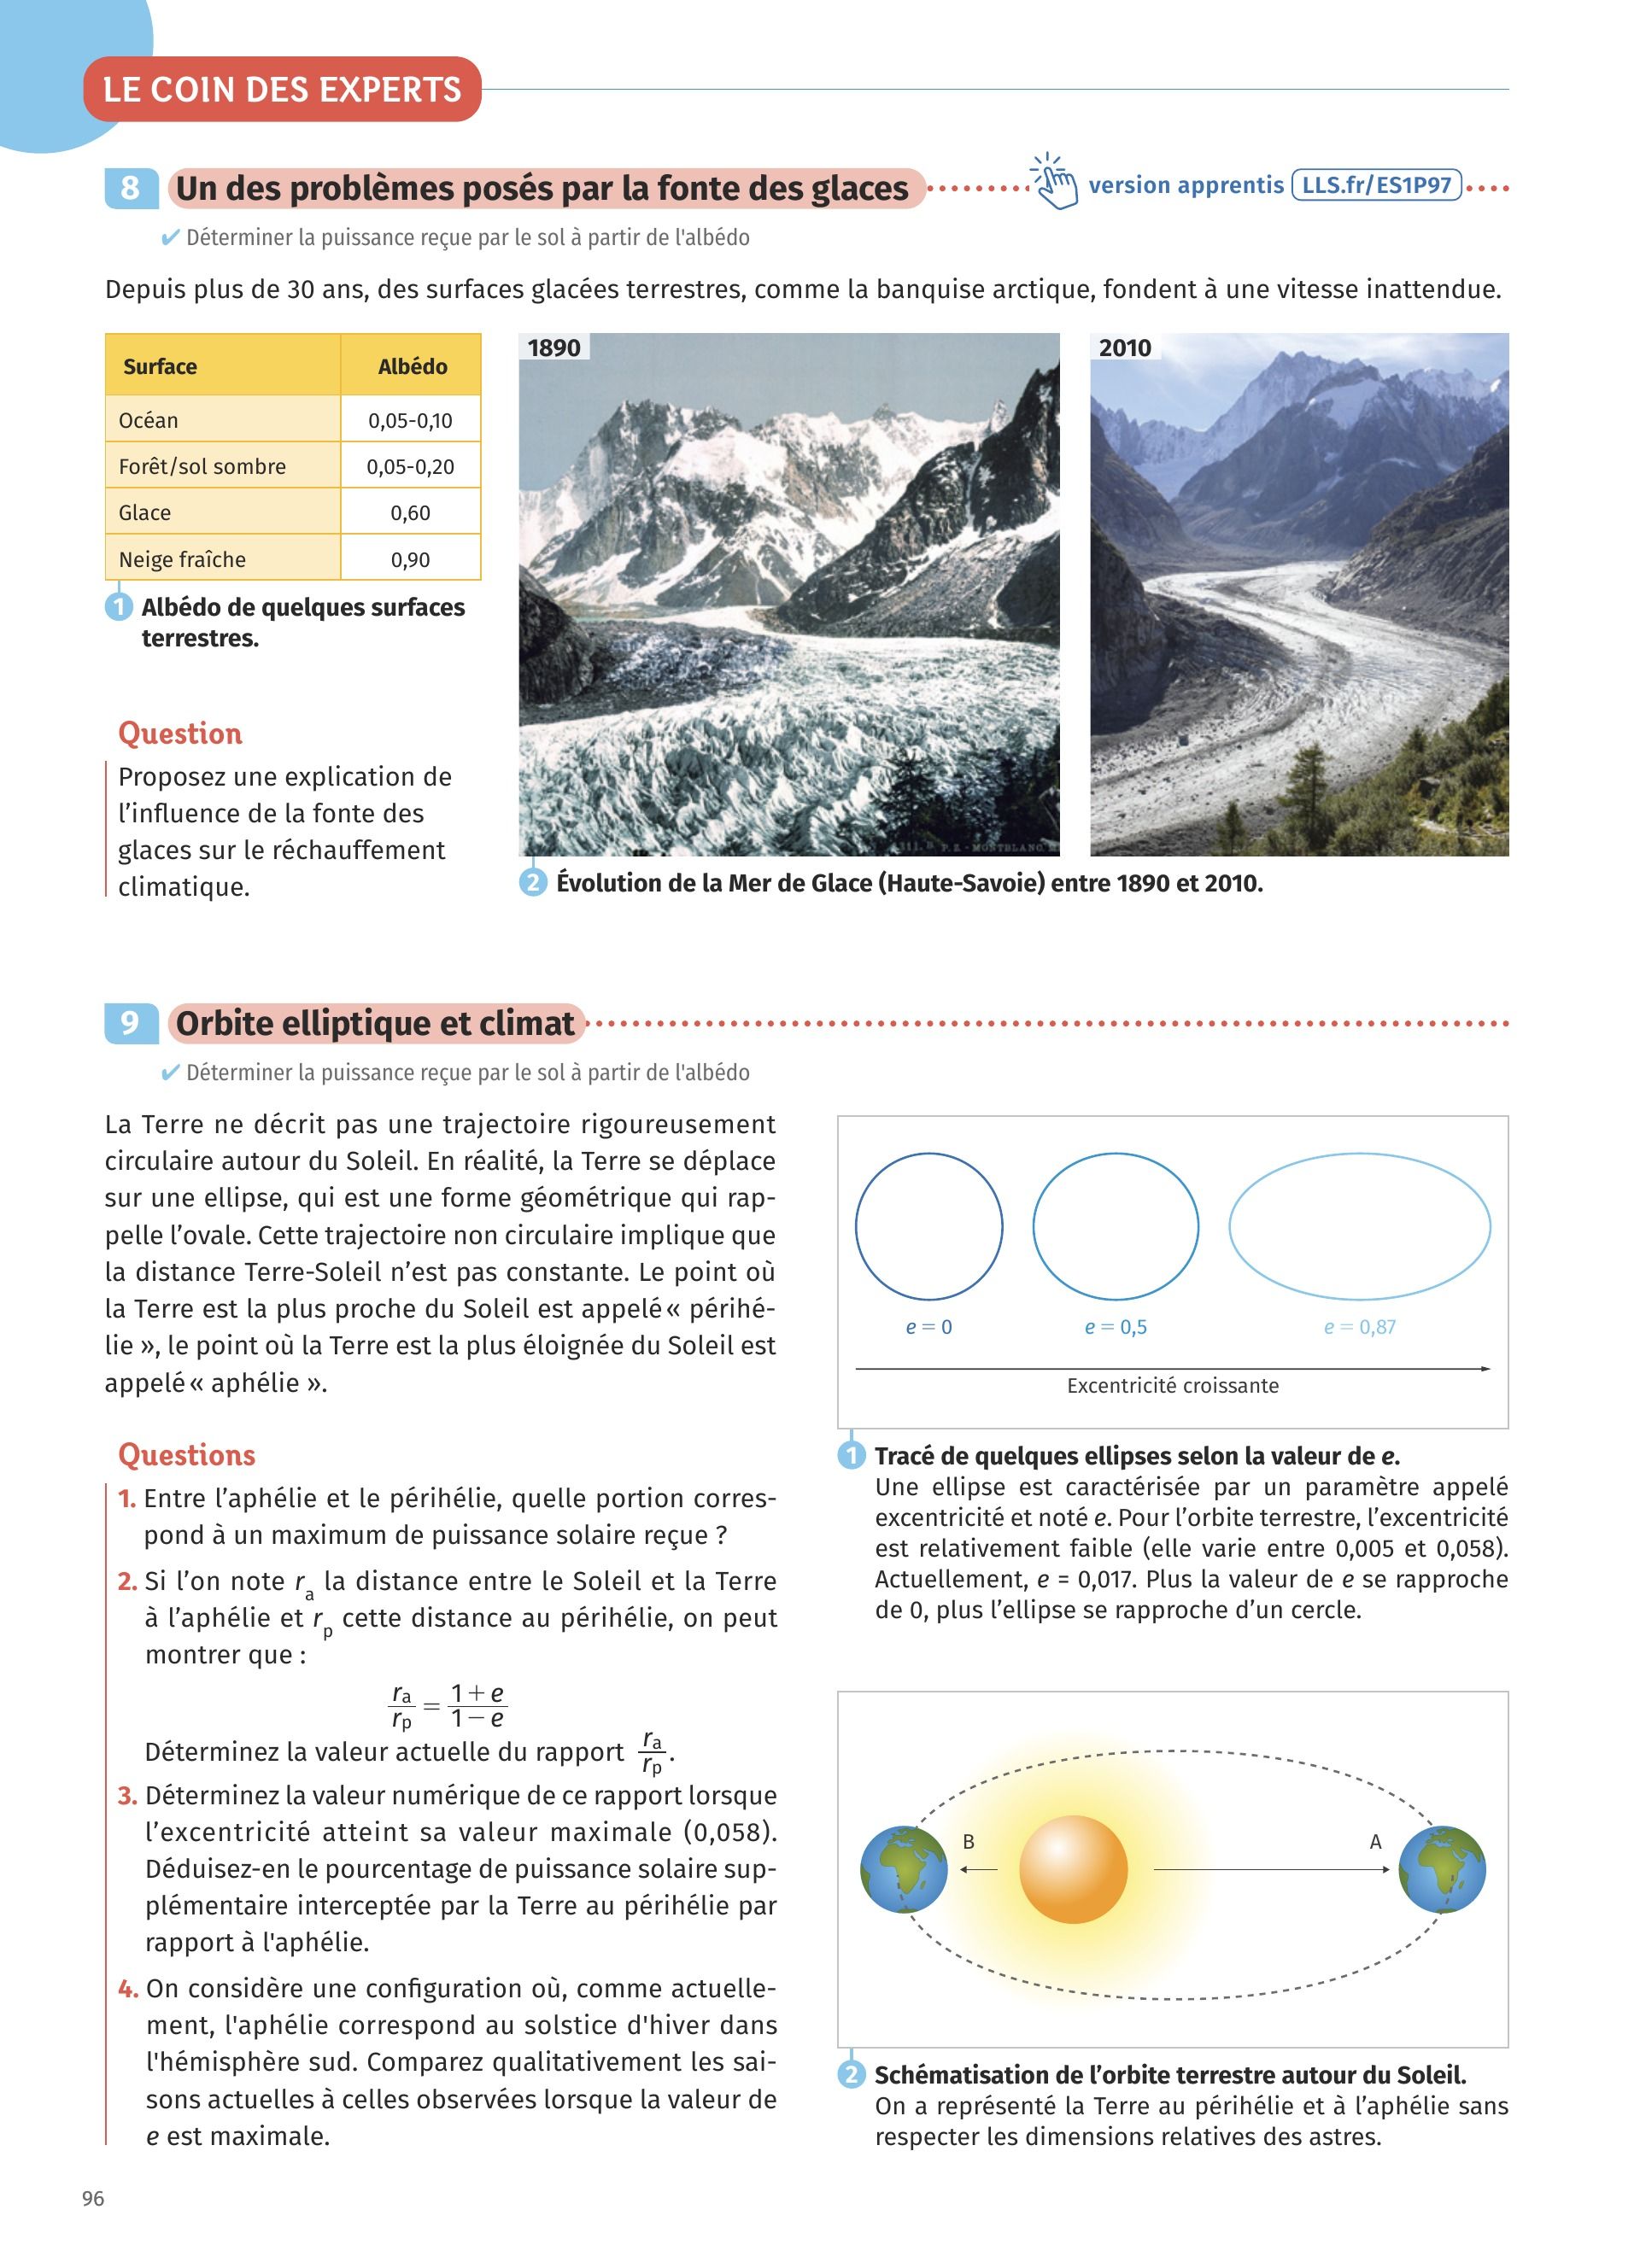 LE COIN DES EXPERTS
8 Un des problèmes posés par la fonte des glaces
version apprentis LLS.fr/ES1P97
✔ Déterminer la puissance reçue par le sol à partir de l'albédo
Depuis plus de 30 ans, des surfaces glacées terrestres, comme la banquise arctique, fondent à une vitesse inattendue.
Surface Albédo
Océan 0,05-0,10
Forêt/sol sombre 0,05-0,20
Glace 0,60
Neige fraîche 0,90
1 Albédo de quelques surfaces
terrestres.
Question
Proposez une explication de
l'influence de la fonte des
glaces sur le réchauffement
climatique.
1890
2010
2 Évolution de la Mer de Glace (Haute-Savoie) entre 1890 et 2010.
9 Orbite elliptique et climat
✔ Déterminer la puissance reçue par le sol à partir de l'albédo
La Terre ne décrit pas une trajectoire rigoureusement
circulaire autour du Soleil. En réalité, la Terre se déplace
sur une ellipse, qui est une forme géométrique qui rap-
pelle l'ovale. Cette trajectoire non circulaire implique que
la distance Terre-Soleil n'est pas constante. Le point où
la Terre est la plus proche du Soleil est appelé « périhé-
lie », le point où la Terre est la plus éloignée du Soleil est
appelé « aphélie ».
Questions
1. Entre l'aphélie et le périhélie, quelle portion corres-
pond à un maximum de puissance solaire reçue ?
2. Si l'on note ra la distance entre le Soleil et la Terre
à l'aphélie et rp cette distance au périhélie, on peut
montrer que :
ra/rp = (1 + e)/(1 − e)
Déterminez la valeur actuelle du rapport ra/rp.
3. Déterminez la valeur numérique de ce rapport lorsque
l'excentricité atteint sa valeur maximale (0,058).
Déduisez-en le pourcentage de puissance solaire sup-
plémentaire interceptée par la Terre au périhélie par
rapport à l'aphélie.
4. On considère une configuration où, comme actuelle-
ment, l'aphélie correspond au solstice d'hiver dans
l'hémisphère sud. Comparez qualitativement les sai-
sons actuelles à celles observées lorsque la valeur de
e est maximale.
e = 0 e = 0,5 e = 0,87
Excentricité croissante
1 Tracé de quelques ellipses selon la valeur de e.
Une ellipse est caractérisée par un paramètre appelé
excentricité et noté e. Pour l'orbite terrestre, l'excentricité
est relativement faible (elle varie entre 0,005 et 0,058).
Actuellement, e = 0,017. Plus la valeur de e se rapproche
de 0, plus l'ellipse se rapproche d'un cercle.
B A
2 Schématisation de l'orbite terrestre autour du Soleil.
On a représenté la Terre au périhélie et à l'aphélie sans
respecter les dimensions relatives des astres.
96